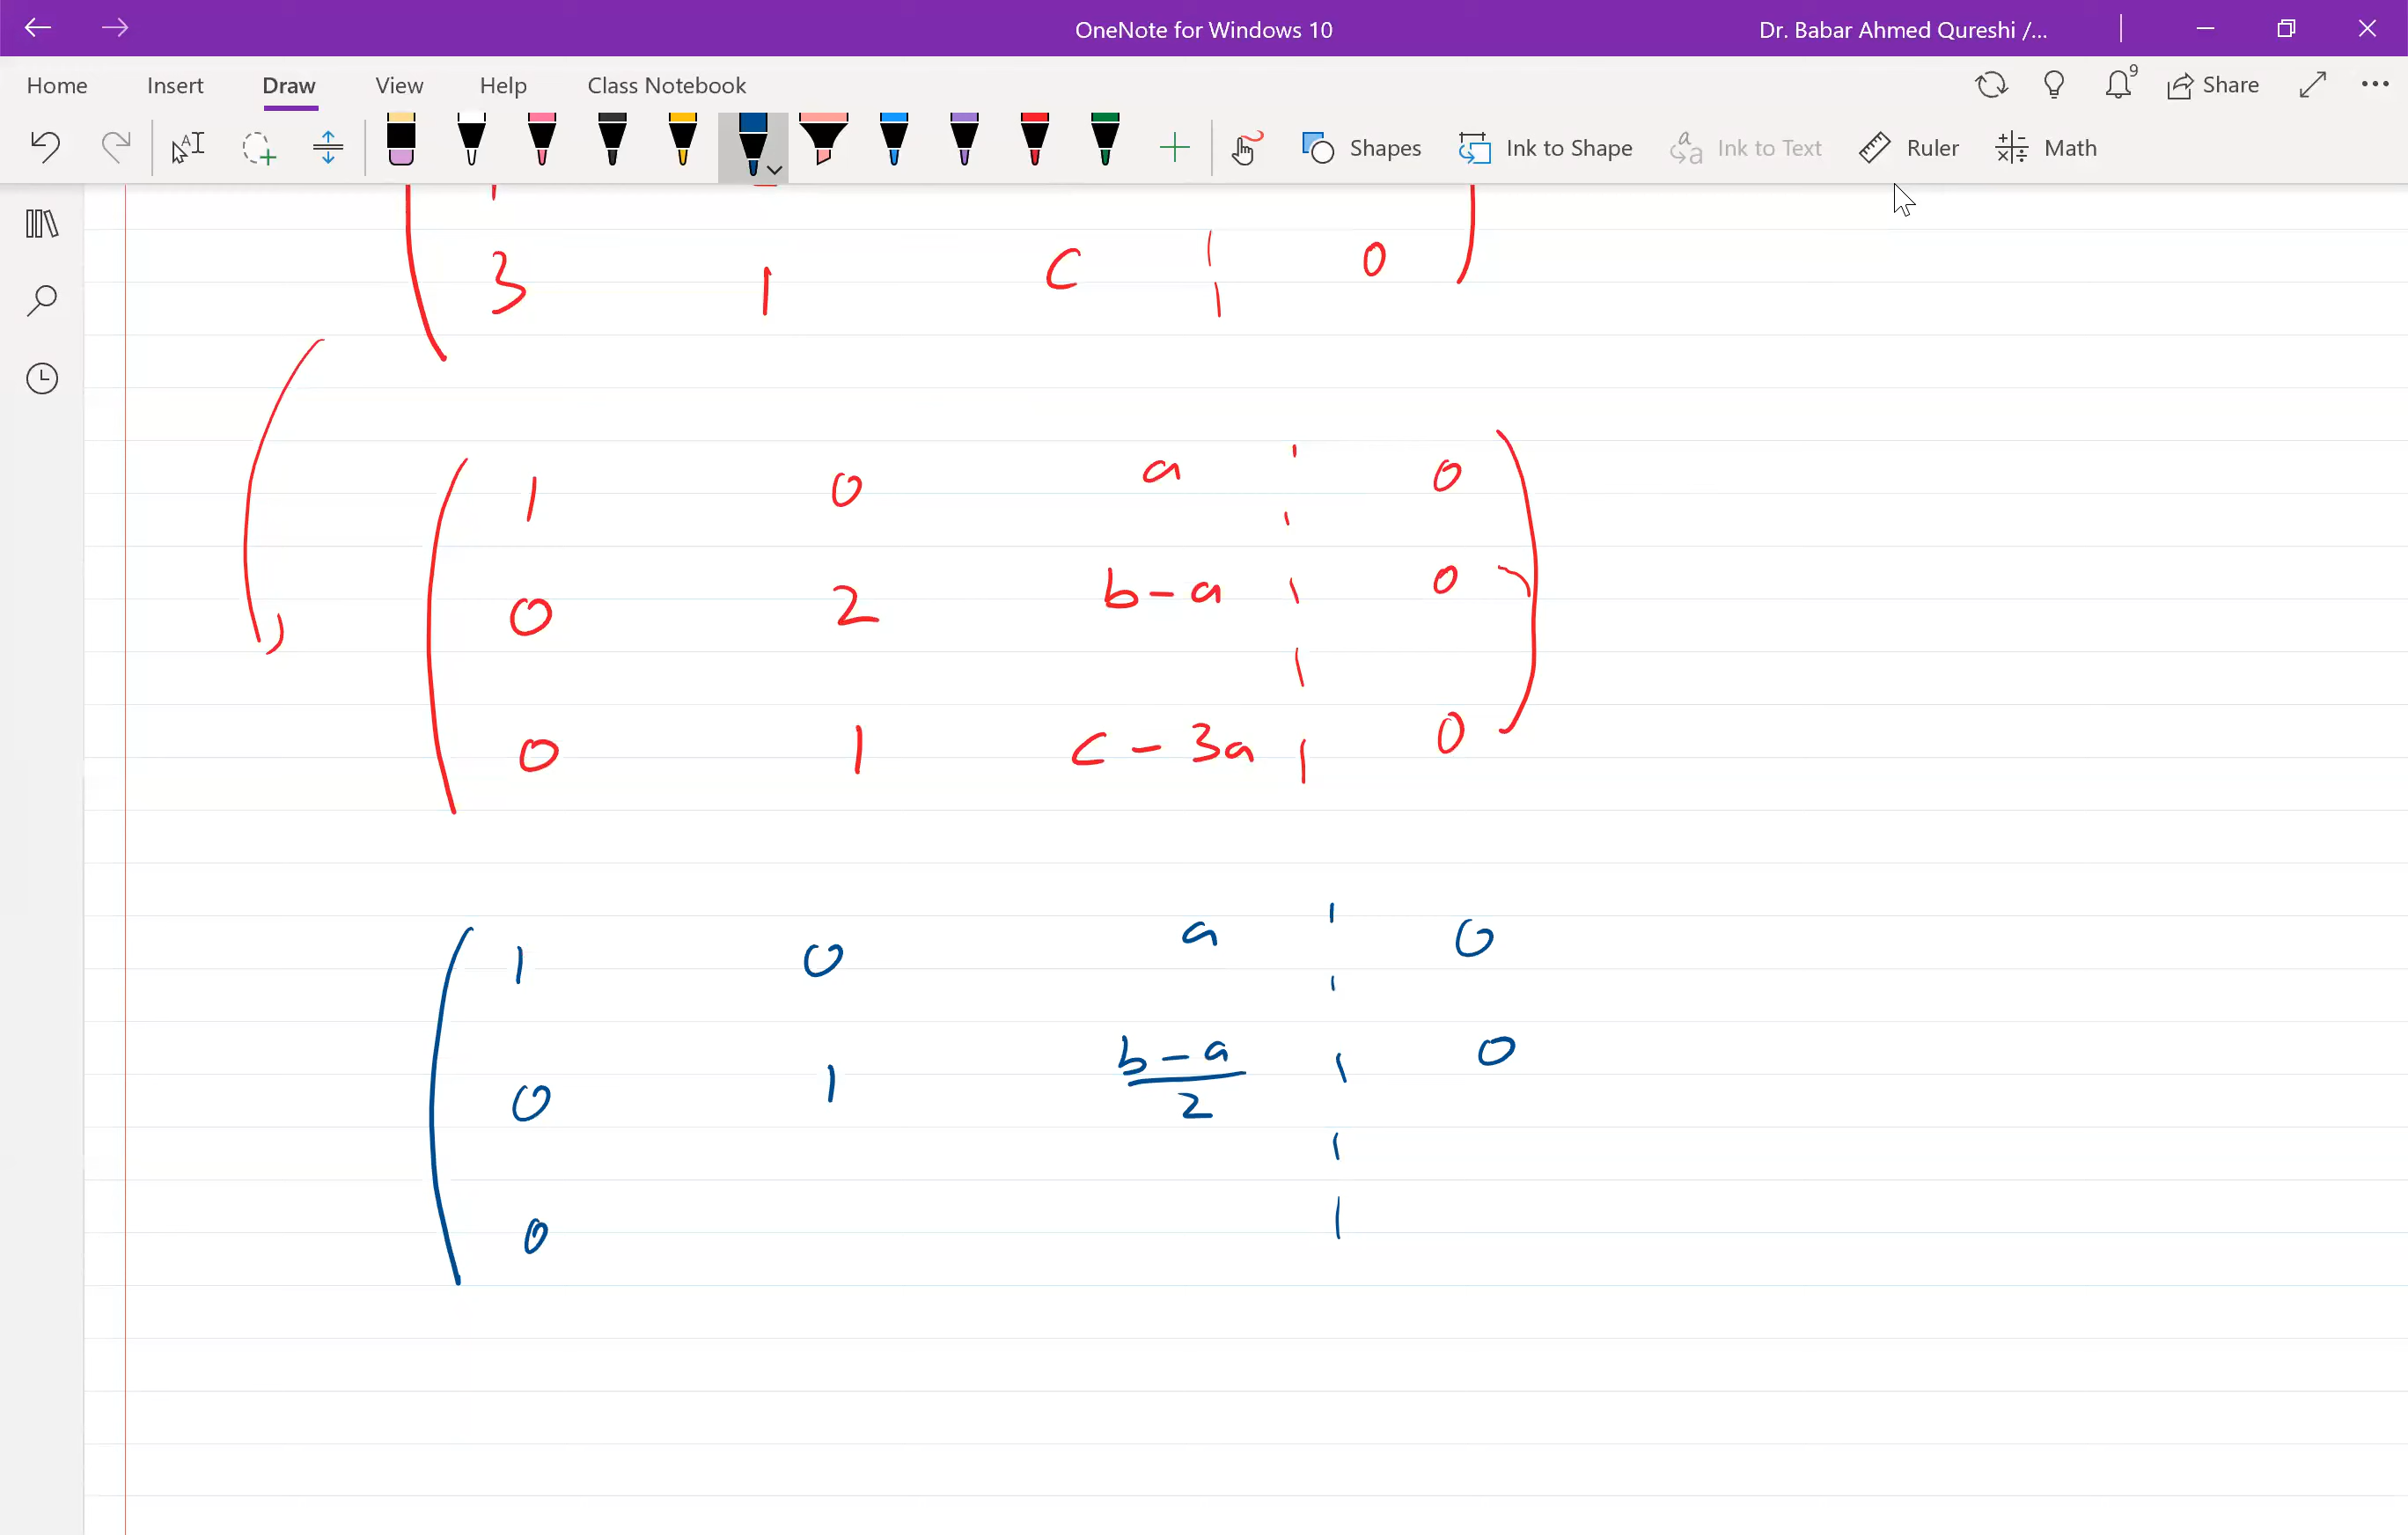 OneNote for Windows 10 Dr. Babar Ahmed Qureshi /...
Home Insert Draw View Help Class Notebook 9 Share
Shapes Ink to Shape Ink to Text Ruler Math
3 1 c 0
1 0 a 0
0 2 b-a 0
0 1 c-3a 0
1 0 a 0
0 1 b-a 0
2
0